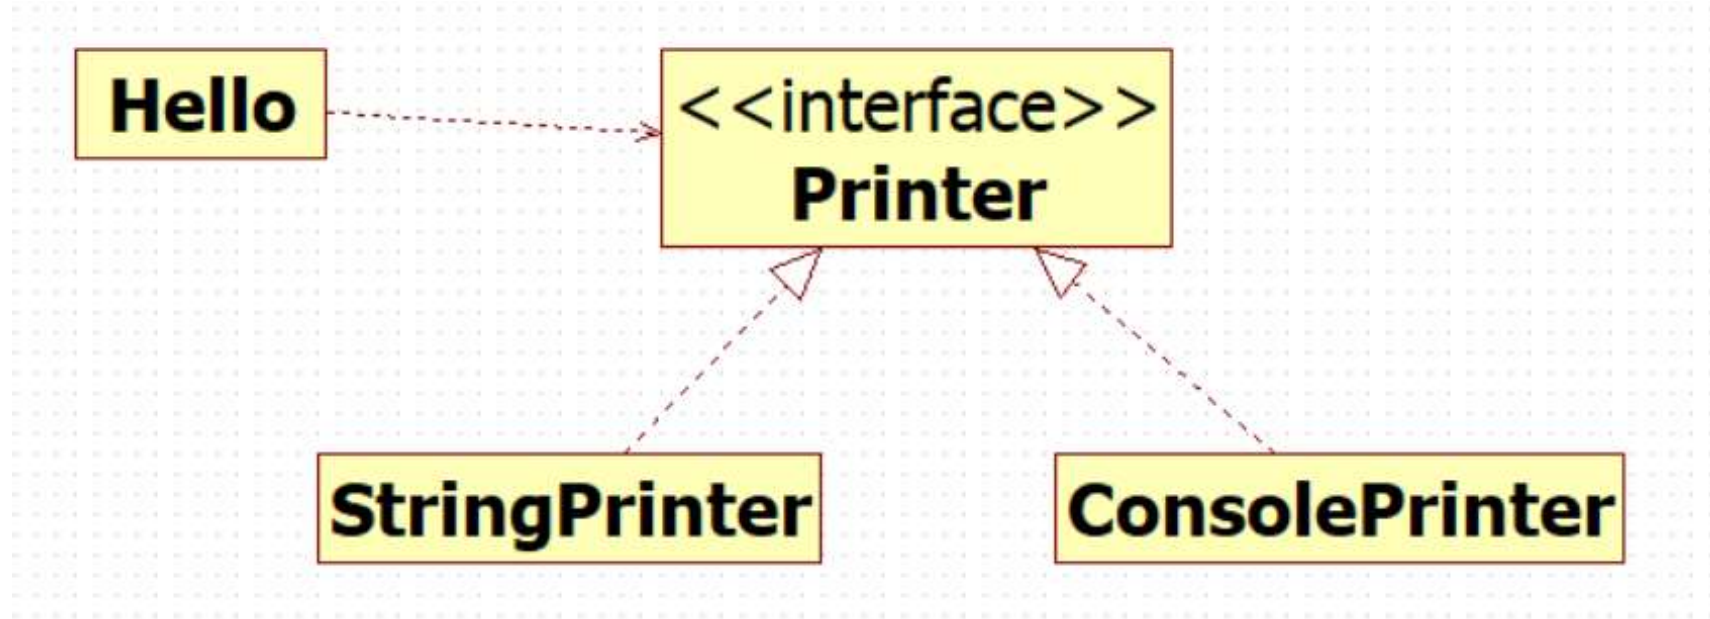 Hello
<<interface>>
Printer
StringPrinter
ConsolePrinter